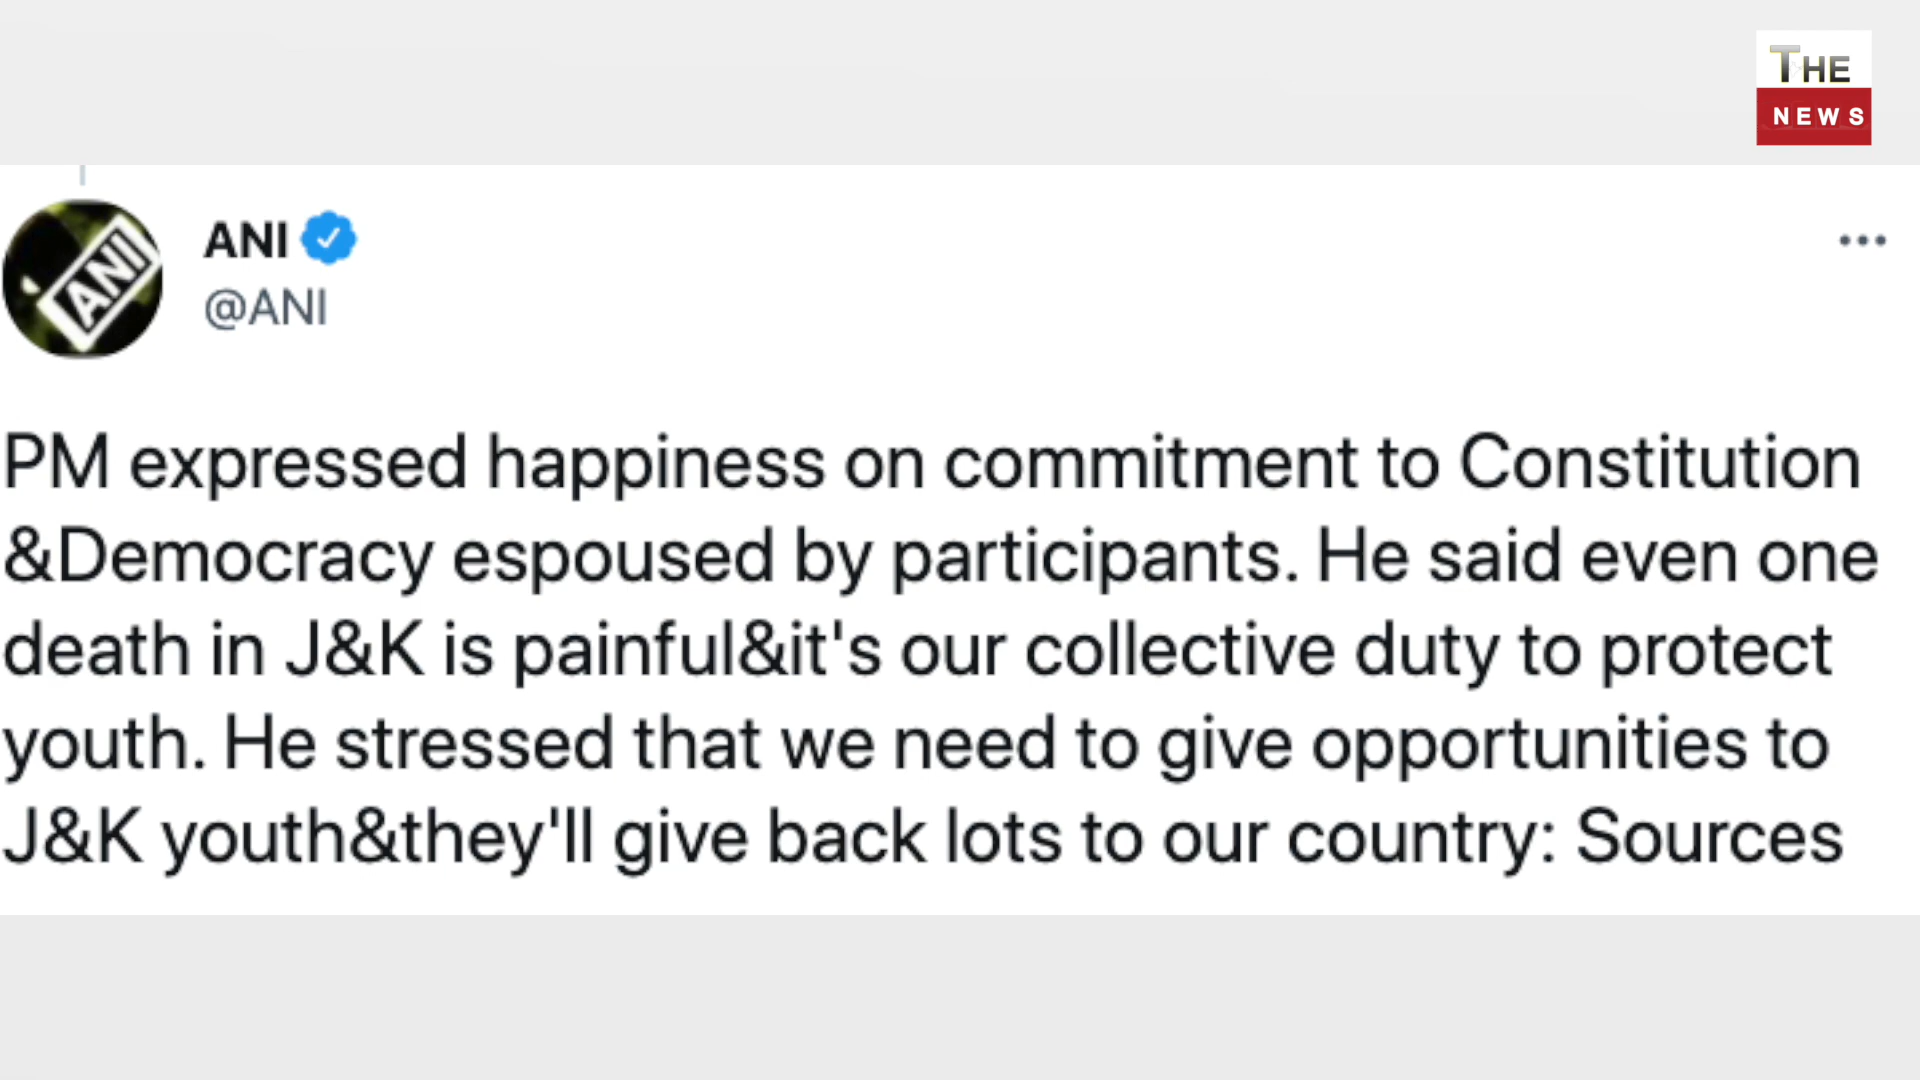 THE
NEWS
ANI
ANI
@ANI
PM expressed happiness on commitment to Constitution
&Democracy espoused by participants. He said even one
death in J&K is painful&it's our collective duty to protect
youth. He stressed that we need to give opportunities to
J&K youth&they'll give back lots to our country: Sources